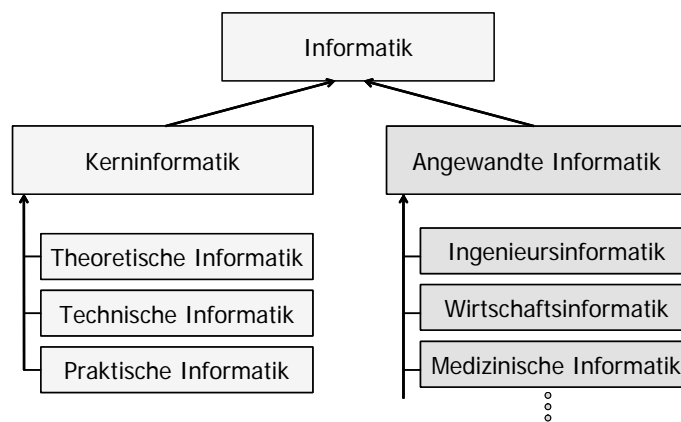 Informatik
Kerninformatik
Angewandte Informatik
Theoretische Informatik
Technische Informatik
Praktische Informatik
Ingenieursinformatik
Wirtschaftsinformatik
Medizinische Informatik